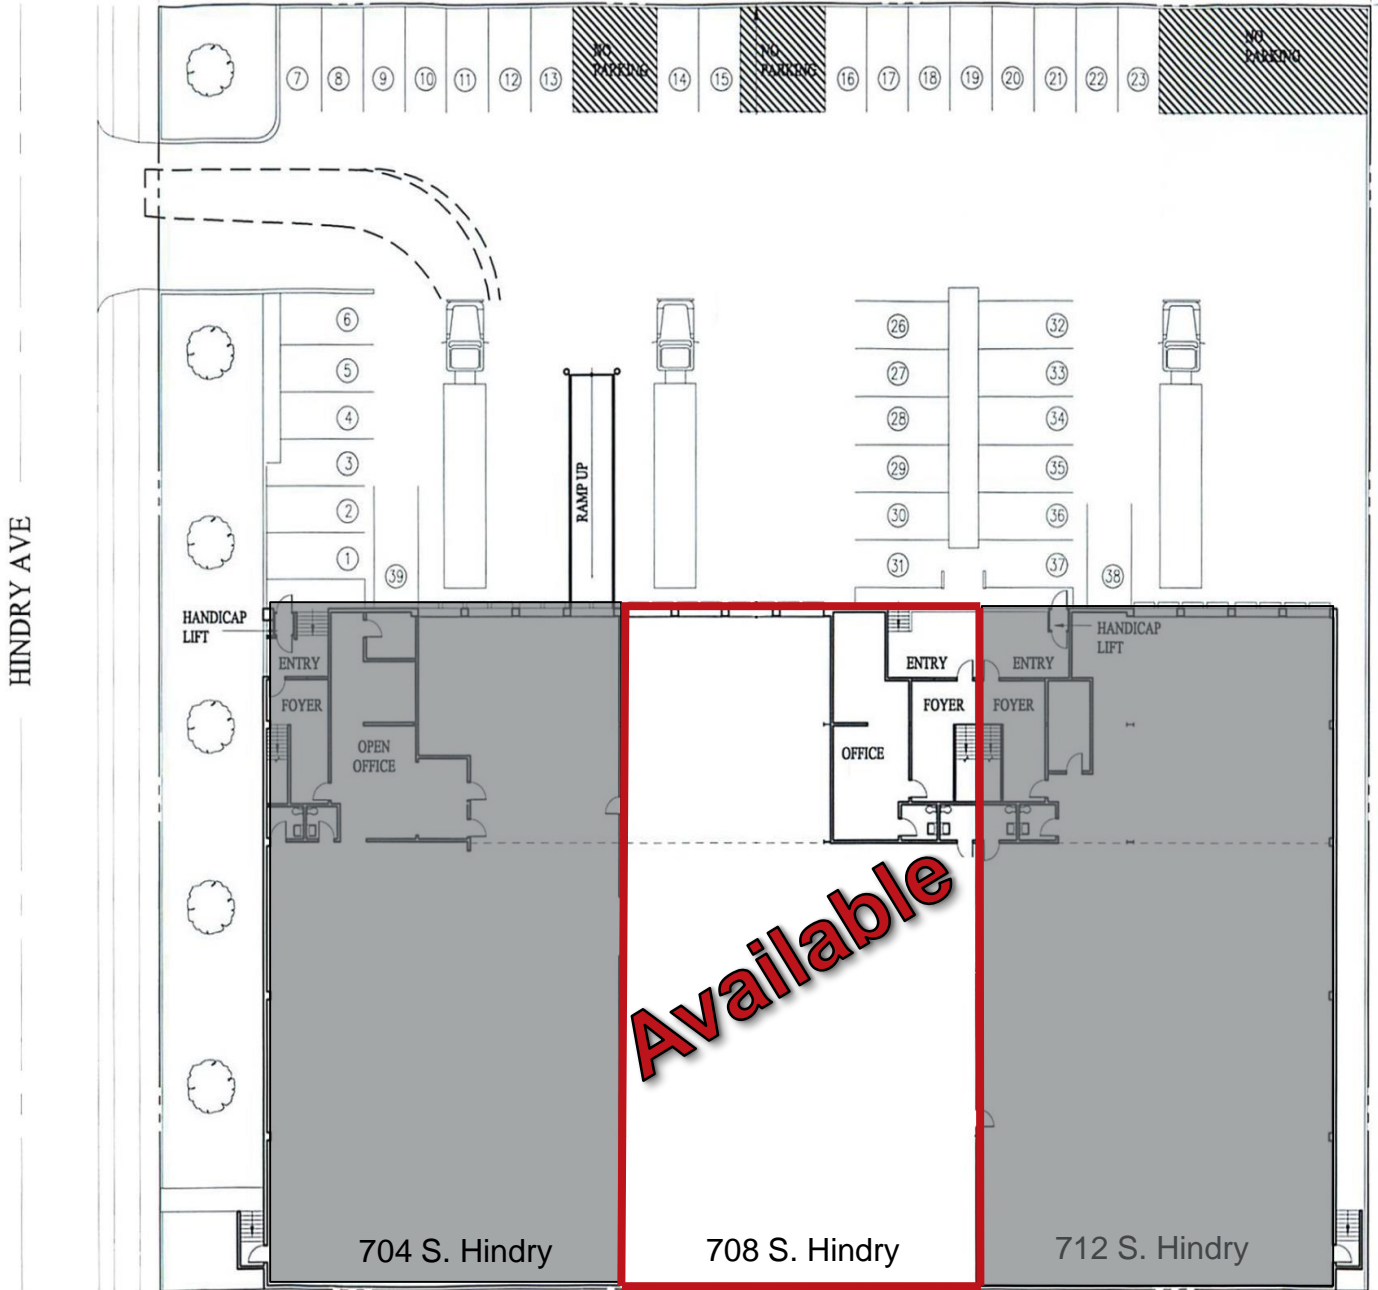 7
8
9
10
11
12
13
NO
PARKING
14
15
NO
PARKING
16
17
18
19
20
21
22
23
NO
PARKING
6
5
4
3
2
1
39
RAMP UP
26
27
28
29
30
31
32
33
34
35
36
37
38
HINDRY AVE
HANDICAP
LIFT
ENTRY
FOYER
OPEN
OFFICE
ENTRY
FOYER
OFFICE
ENTRY
FOYER
HANDICAP
LIFT
Available
704 S. Hindry
708 S. Hindry
712 S. Hindry